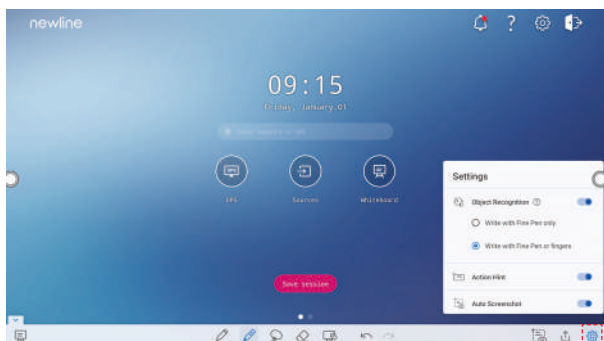 newline
09:15
Friday, January.01
OPS
Sources
Whiteboard
Save session
Settings
Object Recognition
Write with Fine Pen only
Write with Fine Pen or fingers
Action Hint
Auto Screenshot